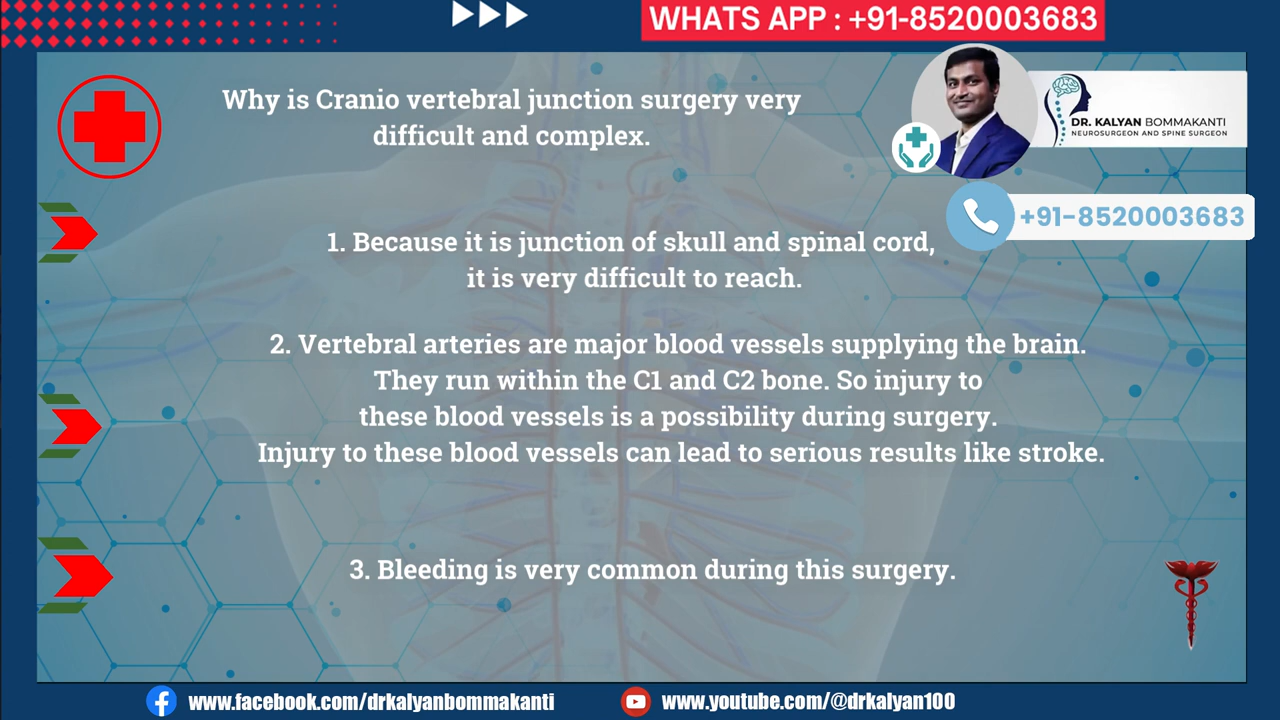 WHATS APP : +91-8520003683
Why is Cranio vertebral junction surgery very
difficult and complex.
DR. KALYAN BOMMAKANTI
NEUROSURGEON AND SPINE SURGEON
+91-8520003683
1. Because it is junction of skull and spinal cord,
it is very difficult to reach.
2. Vertebral arteries are major blood vessels supplying the brain.
They run within the C1 and C2 bone. So injury to
these blood vessels is a possibility during surgery.
Injury to these blood vessels can lead to serious results like stroke.
3. Bleeding is very common during this surgery.
www.facebook.com/drkalyanbommakanti
www.youtube.com/@drkalyan100